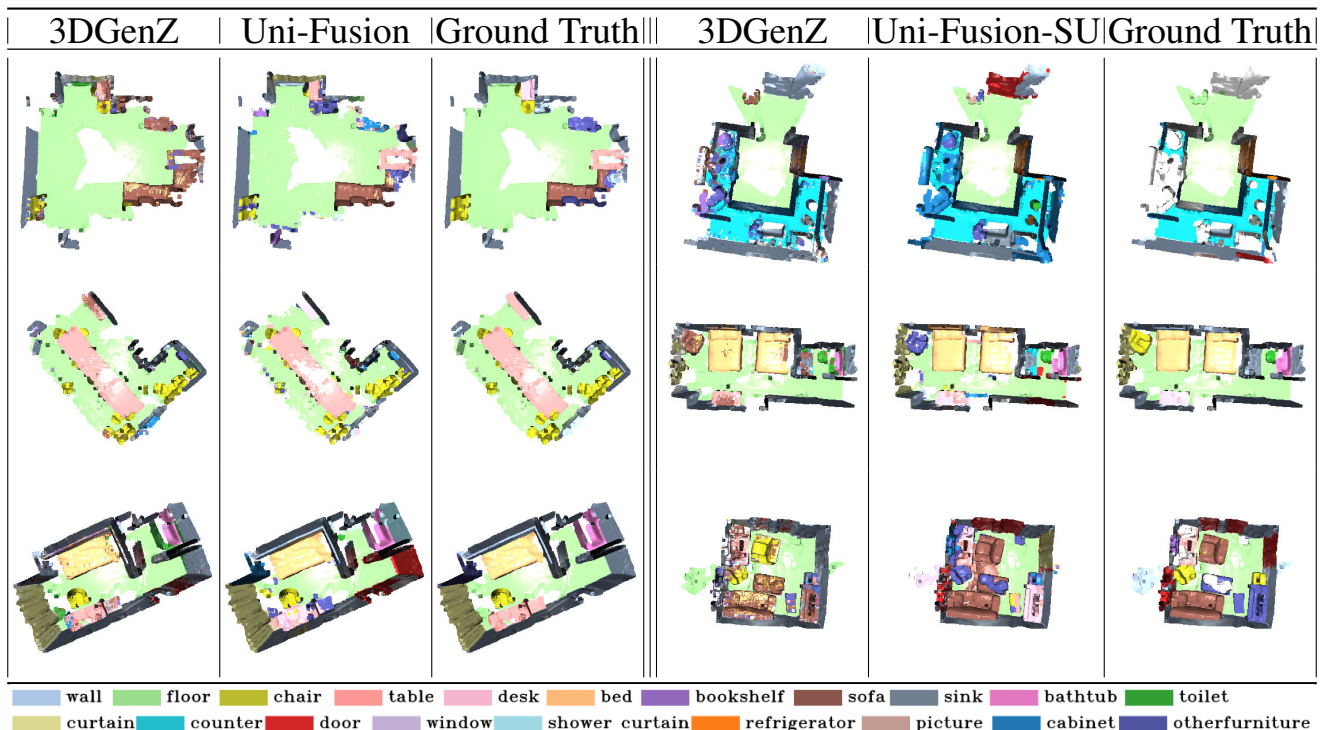 3DGenZ Uni-Fusion Ground Truth 3DGenZ Uni-Fusion-SU Ground Truth
wall floor chair table desk bed bookshelf sofa sink bathtub toilet
curtain counter door window shower curtain refrigerator picture cabinet otherfurniture